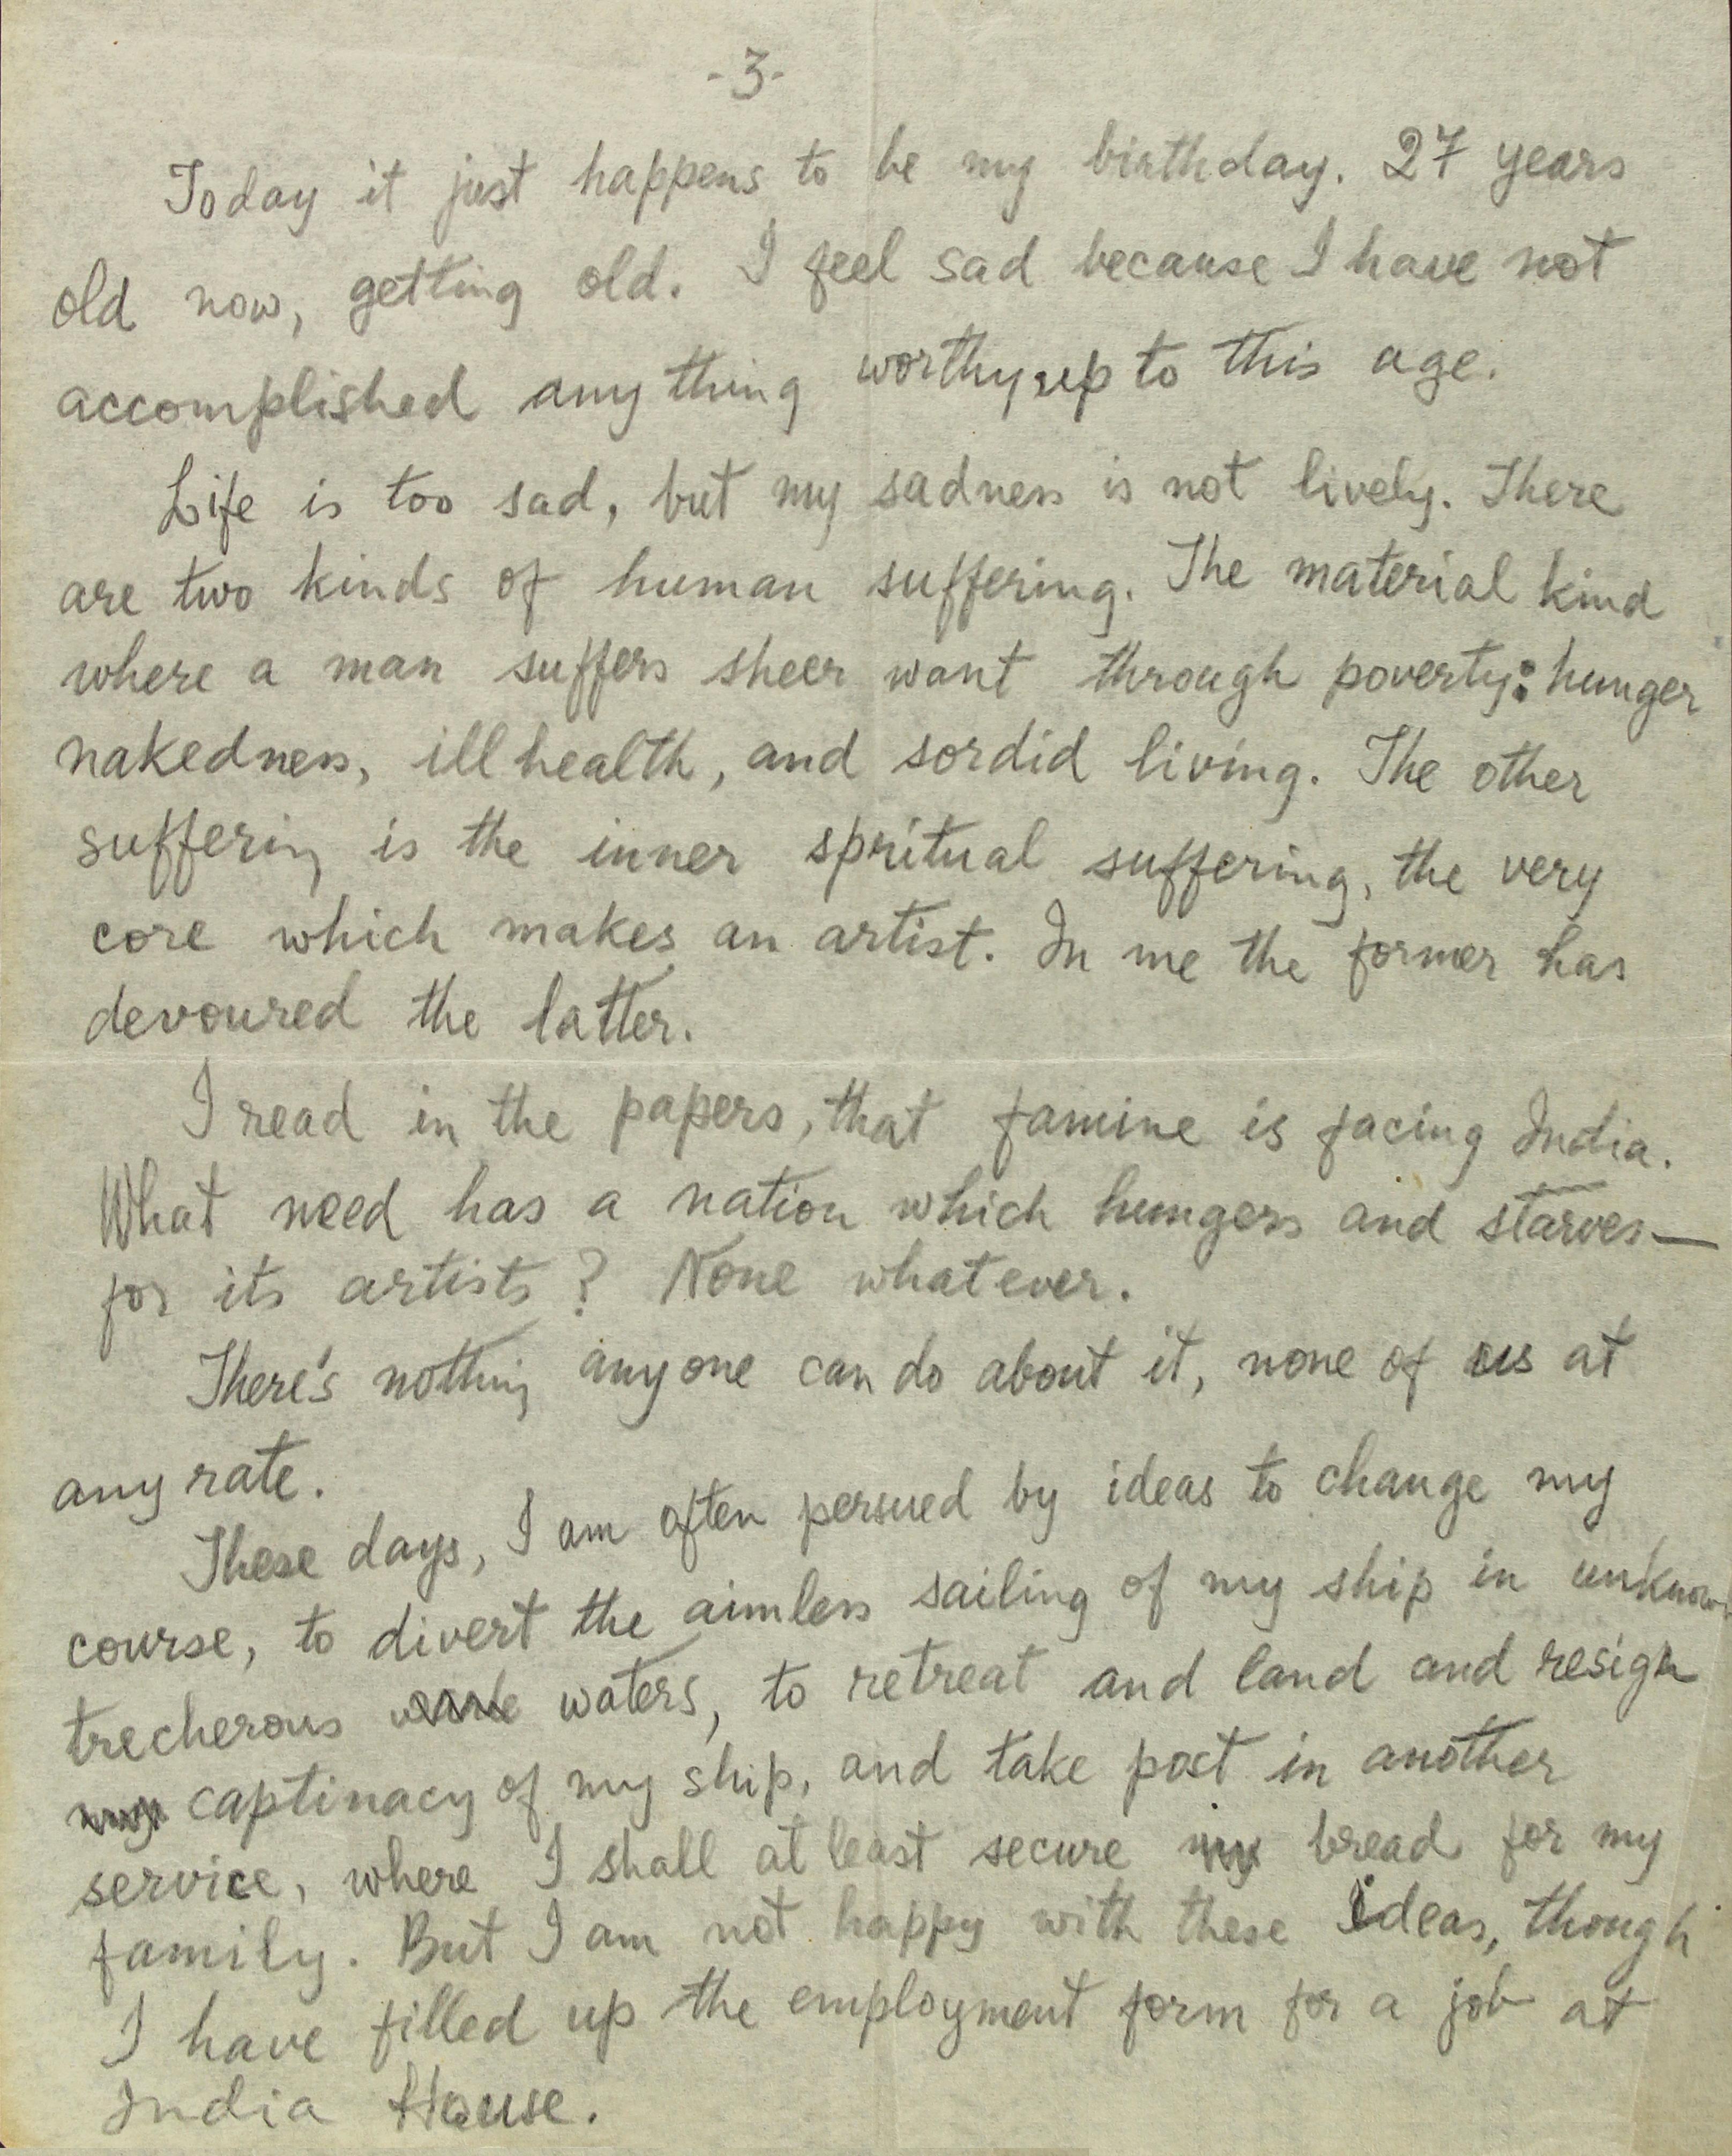 -3-
Today it just happens to be my birthday. 27 years
old now, getting old. I feel sad because I have not
accomplished any thing worthy up to this age.
Life is too sad, but my sadness is not lively. There
are two kinds of human suffering. The material kind
where a man suffers sheer want through poverty: hunger
nakedness, ill health, and sordid living. The other
suffering is the inner spritual suffering, the very
core which makes an artist. In me the former has
devoured the latter.
I read in the papers, that famine is facing India.
What need has a nation which hungers and starves—
for its artists? None whatever.
There's nothing anyone can do about it, none of us at
any rate.
These days, I am often persued by ideas to change my
course, to divert the aimless sailing of my ship in unknown
trecherous waters, to retreat and land and resign
my captinacy of my ship, and take post in another
service, where I shall at least secure my bread for my
family. But I am not happy with these ideas, though
I have filled up the employment form for a job at
India House.